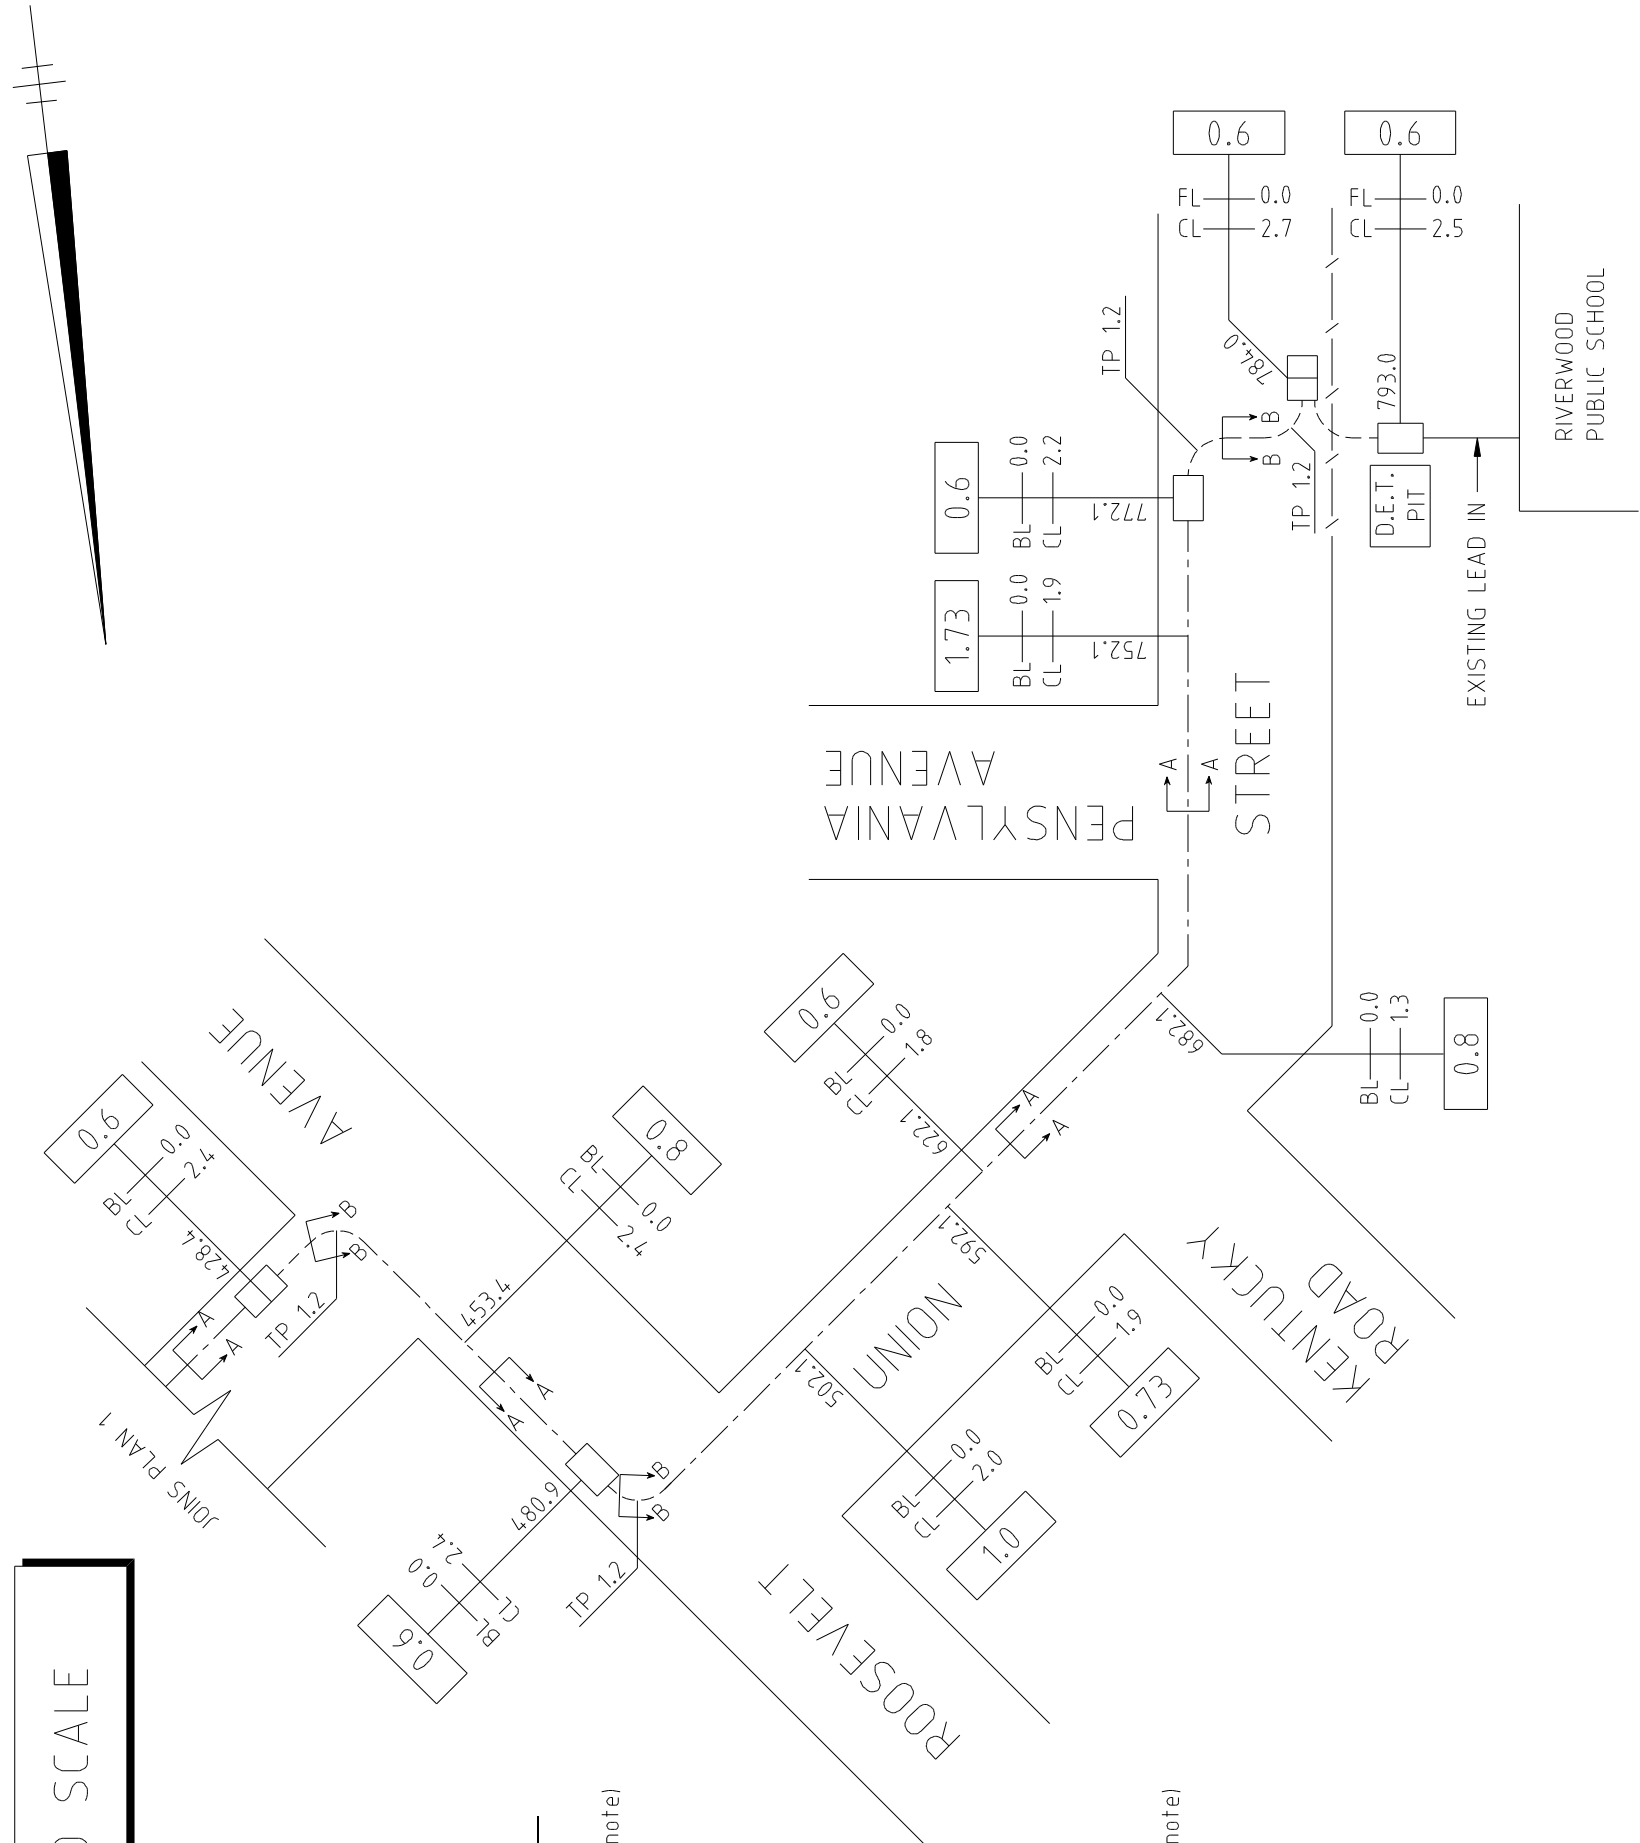 0.6
FL 0.0
CL 2.7
784.0
0.6
FL 0.0
CL 2.5
793.0
TP 1.2
B
B
TP 1.2
D.E.T.
PIT
EXISTING LEAD IN
RIVERWOOD
PUBLIC SCHOOL
0.6
BL 0.0
CL 2.2
772.1
1.73
BL 0.0
CL 1.9
752.1
PENSYLVANIA
AVENUE
A
A
STREET
0.6
BL 0.0
CL 1.8
622.1
682.1
BL 0.0
CL 1.3
0.8
A
A
AVENUE
0.6
BL 0.0
CL 2.4
428.4
A
A
TP 1.2
B
B
JOINS PLAN 1
0.8
BL 0.0
CL 2.4
453.4
A
A
592.1
BL 0.0
CL 1.9
0.73
UNION
KENTUCKY
ROAD
502.1
BL 0.0
CL 2.0
1.0
480.9
BL 0.0
CL 2.4
0.6
B
B
TP 1.2
ROOSEVELT
SCALE
note)
note)